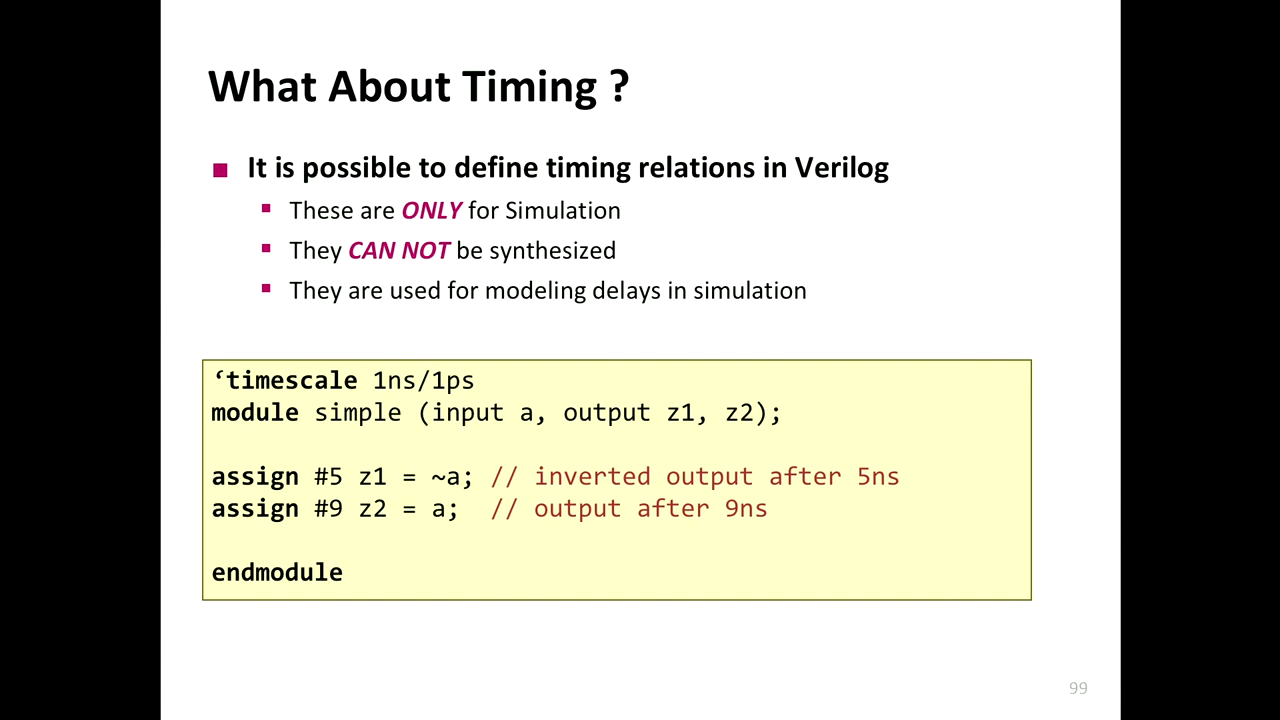 What About Timing ?
■ It is possible to define timing relations in Verilog
▪ These are ONLY for Simulation
▪ They CAN NOT be synthesized
▪ They are used for modeling delays in simulation
‘timescale 1ns/1ps
module simple (input a, output z1, z2);
assign #5 z1 = ~a; // inverted output after 5ns
assign #9 z2 = a;  // output after 9ns
endmodule
99